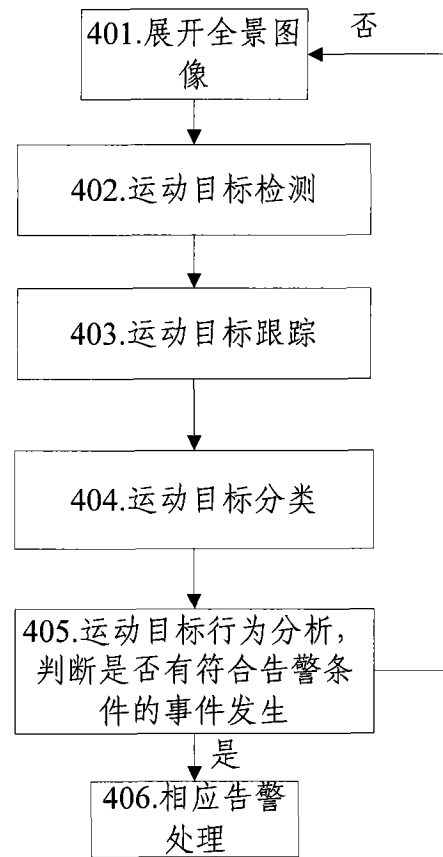 401.展开全景图
像
否
402.运动目标检测
403.运动目标跟踪
404.运动目标分类
405.运动目标行为分析，
判断是否有符合告警条
件的事件发生
是
406.相应告警
处理